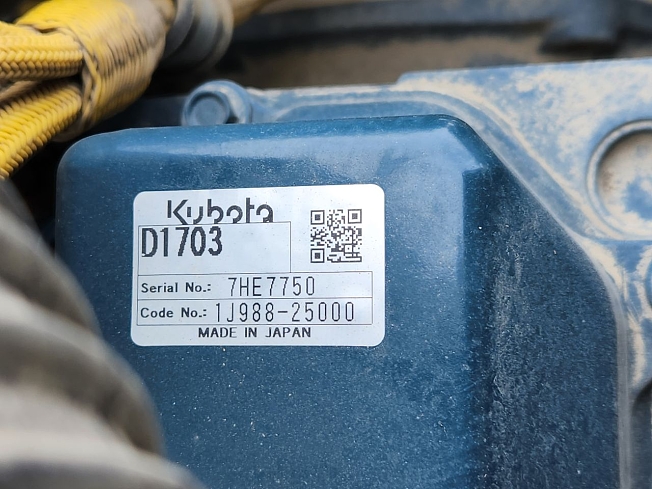 Kubota
D1703
Serial No.: 7HE7750
Code No.: 1J988-25000
MADE IN JAPAN